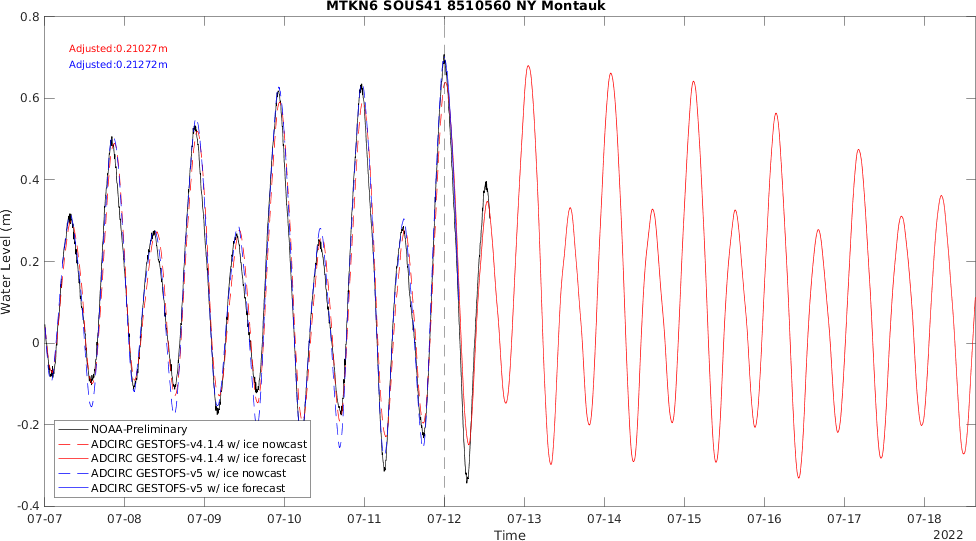 MTKN6 SOUS41 8510560 NY Montauk
0.8
0.6
0.4
0.2
0
-0.2
-0.4
Water Level (m)
Adjusted:0.21027m
Adjusted:0.21272m
NOAA-Preliminary
ADCIRC GESTOFS-v4.1.4 w/ ice nowcast
ADCIRC GESTOFS-v4.1.4 w/ ice forecast
ADCIRC GESTOFS-v5 w/ ice nowcast
ADCIRC GESTOFS-v5 w/ ice forecast
07-07 07-08 07-09 07-10 07-11 07-12 07-13 07-14 07-15 07-16 07-17 07-18
Time
2022